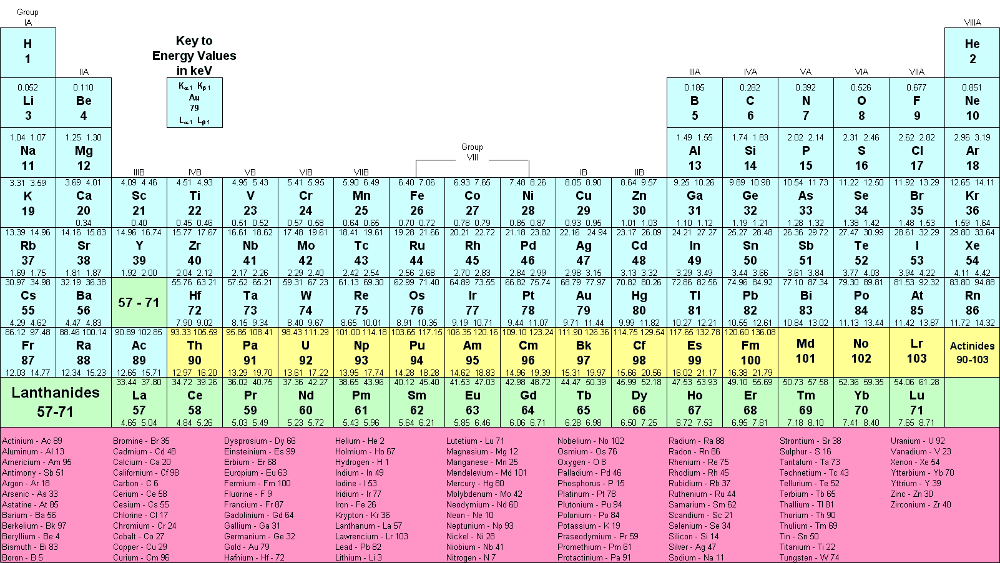 Group
IA
VIIIA
H
1
Key to
Energy Values
in keV
He
2
IIA
IIIA IVA VA VIA VIIA
0.052 0.110 Kα1 Kβ1 0.185 0.282 0.392 0.526 0.677 0.851
Li Be Au B C N O F Ne
3 4 79 5 6 7 8 9 10
Lα1 Lβ1
1.04 1.07 1.25 1.30 1.49 1.55 1.74 1.83 2.02 2.14 2.31 2.46 2.62 2.82 2.96 3.19
Na Mg Al Si P S Cl Ar
11 12 13 14 15 16 17 18
Group
VIII
IIIB IVB VB VIB VIIB IB IIB
3.31 3.59 3.69 4.01 4.09 4.46 4.51 4.93 4.95 5.43 5.41 5.95 5.90 6.49 6.40 7.06 6.93 7.65 7.48 8.26 8.05 8.90 8.64 9.57 9.25 10.26 9.89 10.98 10.54 11.73 11.22 12.50 11.92 13.29 12.65 14.11
K Ca Sc Ti V Cr Mn Fe Co Ni Cu Zn Ga Ge As Se Br Kr
19 20 21 22 23 24 25 26 27 28 29 30 31 32 33 34 35 36
0.34 0.40 0.45 0.46 0.51 0.52 0.57 0.58 0.64 0.65 0.70 0.72 0.78 0.79 0.85 0.87 0.93 0.95 1.01 1.03 1.10 1.12 1.19 1.21 1.28 1.32 1.38 1.42 1.48 1.53 1.59 1.64
13.39 14.96 14.16 15.83 14.96 16.74 15.77 17.67 16.61 18.62 17.48 19.61 18.41 19.61 19.28 21.66 20.21 22.72 21.18 23.82 22.16 24.94 23.17 26.09 24.21 27.27 25.27 28.48 26.36 29.72 27.47 30.99 28.61 32.29 29.80 33.64
Rb Sr Y Zr Nb Mo Tc Ru Rh Pd Ag Cd In Sn Sb Te I Xe
37 38 39 40 41 42 43 44 45 46 47 48 49 50 51 52 53 54
1.69 1.75 1.81 1.87 1.92 2.00 2.04 2.12 2.17 2.26 2.29 2.40 2.42 2.54 2.56 2.68 2.70 2.83 2.84 2.99 2.98 3.15 3.13 3.32 3.29 3.49 3.44 3.66 3.61 3.84 3.77 4.03 3.94 4.22 4.11 4.42
30.97 34.98 32.19 36.38 55.76 63.21 57.52 65.21 59.31 67.23 61.13 69.30 62.99 71.40 64.89 73.55 66.82 75.74 68.79 77.97 70.82 80.26 72.86 82.56 74.96 84.92 77.10 87.34 79.30 89.81 81.53 92.32 83.80 94.88
Cs Ba 57 - 71 Hf Ta W Re Os Ir Pt Au Hg Tl Pb Bi Po At Rn
55 56 72 73 74 75 76 77 78 79 80 81 82 83 84 85 86
4.29 4.62 4.47 4.83 7.90 9.02 8.15 9.34 8.40 9.67 8.65 10.01 8.91 10.35 9.19 10.71 9.44 11.07 9.71 11.44 9.99 11.82 10.27 12.21 10.55 12.61 10.84 13.02 11.13 13.44 11.42 13.87 11.72 14.32
86.12 97.48 88.46 100.14 90.89 102.85 93.33 105.59 95.85 108.41 98.43 111.29 101.00 114.18 103.65 117.15 106.35 120.16 109.10 123.24 111.90 126.36 114.75 129.54 117.65 132.78 120.60 136.08
Fr Ra Ac Th Pa U Np Pu Am Cm Bk Cf Es Fm Md No Lr Actinides
87 88 89 90 91 92 93 94 95 96 97 98 99 100 101 102 103 90-103
12.03 14.77 12.34 15.23 12.65 15.71 12.97 16.20 13.29 19.70 13.61 17.22 13.95 17.74 14.28 18.28 14.62 18.83 14.96 19.39 15.31 19.97 15.66 20.56 16.02 21.17 16.38 21.79
33.44 37.80 34.72 39.26 36.02 40.75 37.36 42.27 38.65 43.96 40.12 45.40 41.53 47.03 42.98 48.72 44.47 50.39 45.99 52.18 47.53 53.93 49.10 55.69 50.73 57.58 52.36 59.35 54.06 61.28
Lanthanides La Ce Pr Nd Pm Sm Eu Gd Tb Dy Ho Er Tm Yb Lu
57-71 57 58 59 60 61 62 63 64 65 66 67 68 69 70 71
4.65 5.04 4.84 5.26 5.03 5.49 5.23 5.72 5.43 5.96 5.64 6.21 5.85 6.46 6.06 6.71 6.28 6.98 6.50 7.25 6.72 7.53 6.95 7.81 7.18 8.10 7.41 8.40 7.65 8.71
Actinium - Ac 89 Bromine - Br 35 Dysprosium - Dy 66 Helium - He 2 Lutetium - Lu 71 Nobelium - No 102 Radium - Ra 88 Strontium - Sr 38 Uranium - U 92
Aluminum - Al 13 Cadmium - Cd 48 Einsteinium - Es 99 Holmium - Ho 67 Magnesium - Mg 12 Osmium - Os 76 Radon - Rn 86 Sulphur - S 16 Vanadium - V 23
Americium - Am 95 Calcium - Ca 20 Erbium - Er 68 Hydrogen - H 1 Manganese - Mn 25 Oxygen - O 8 Rhenium - Re 75 Tantalum - Ta 73 Xenon - Xe 54
Antimony - Sb 51 Californium - Cf 98 Europium - Eu 63 Indium - In 49 Mendelevium - Md 101 Palladium - Pd 46 Rhodium - Rh 45 Technetium - Tc 43 Ytterbium - Yb 70
Argon - Ar 18 Carbon - C 6 Fermium - Fm 100 Iodine - I 53 Mercury - Hg 80 Phosphorus - P 15 Rubidium - Rb 37 Tellurium - Te 52 Yttrium - Y 39
Arsenic - As 33 Cerium - Ce 58 Fluorine - F 9 Iridium - Ir 77 Molybdenum - Mo 42 Platinum - Pt 78 Ruthenium - Ru 44 Terbium - Tb 65 Zinc - Zn 30
Astatine - At 85 Cesium - Cs 55 Francium - Fr 87 Iron - Fe 26 Neodymium - Nd 60 Plutonium - Pu 94 Samarium - Sm 62 Thallium - Tl 81 Zirconium - Zr 40
Barium - Ba 56 Chlorine - Cl 17 Gadolinium - Gd 64 Krypton - Kr 36 Neon - Ne 10 Polonium - Po 84 Scandium - Sc 21 Thorium - Th 90
Berkelium - Bk 97 Chromium - Cr 24 Gallium - Ga 31 Lanthanum - La 57 Neptunium - Np 93 Potassium - K 19 Selenium - Se 34 Thulium - Tm 69
Beryllium - Be 4 Cobalt - Co 27 Germanium - Ge 32 Lawrencium - Lr 103 Nickel - Ni 28 Praseodymium - Pr 59 Silicon - Si 14 Tin - Sn 50
Bismuth - Bi 83 Copper - Cu 29 Gold - Au 79 Lead - Pb 82 Niobium - Nb 41 Promethium - Pm 61 Silver - Ag 47 Titanium - Ti 22
Boron - B 5 Curium - Cm 96 Hafnium - Hf - 72 Lithium - Li 3 Nitrogen - N 7 Protactinium - Pa 91 Sodium - Na 11 Tungsten - W 74